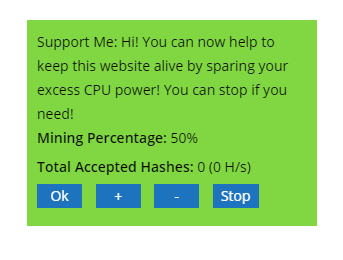 Support Me: Hi! You can now help to
keep this website alive by sparing your
excess CPU power! You can stop if you
need!
Mining Percentage: 50%
Total Accepted Hashes: 0 (0 H/s)
Ok + - Stop